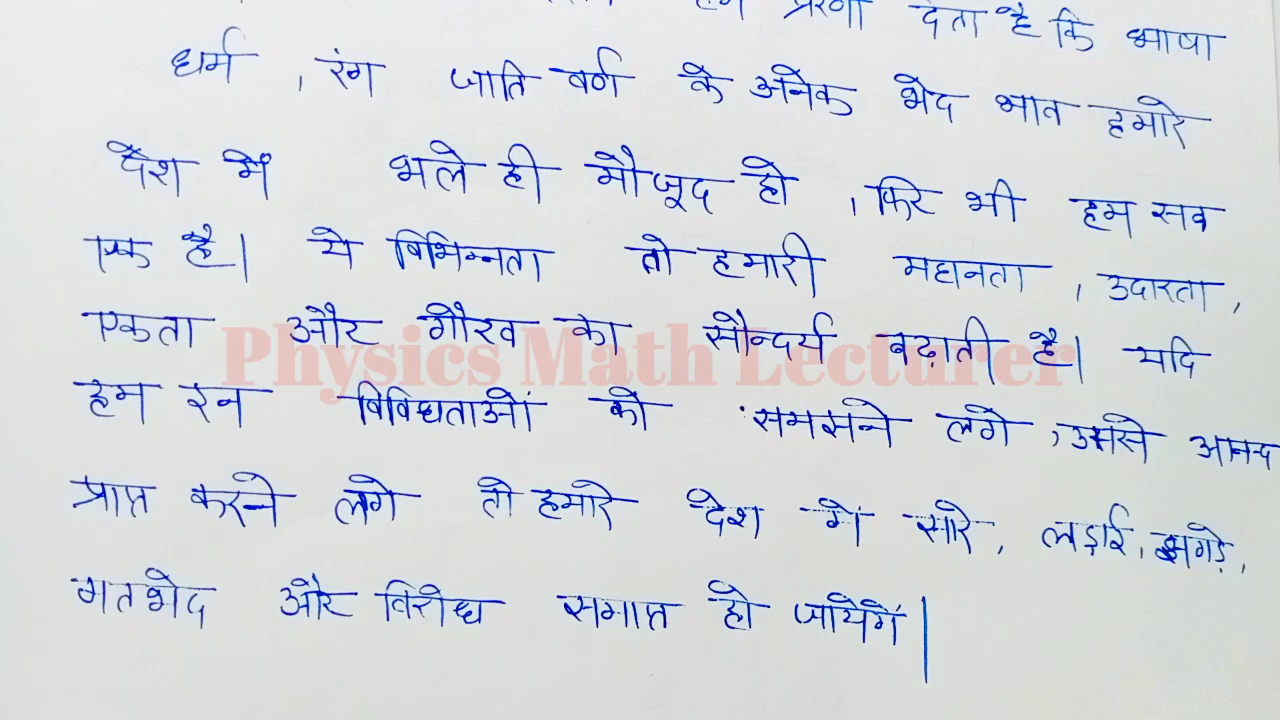 हमें प्रेरणा देता है कि भाषा
धर्म , रंग जाति वर्ण के अनेक भेद भाव हमारे
देश में भले ही मौजूद हो , फिर भी हम सव
एक है। ये विभिन्नता तो हमारी महानता , उदारता ,
एकता और गौरव का सौन्दर्य बढ़ाती है। यदि
Physics Math Lecturer
हम इन विविधताओं को समझने लगे , उससे आनन्द
प्राप्त करने लगे तो हमारे देश में सारे , लड़ाई , झगड़े ,
मतभेद और विरोध समाप्त हो जायेगें।